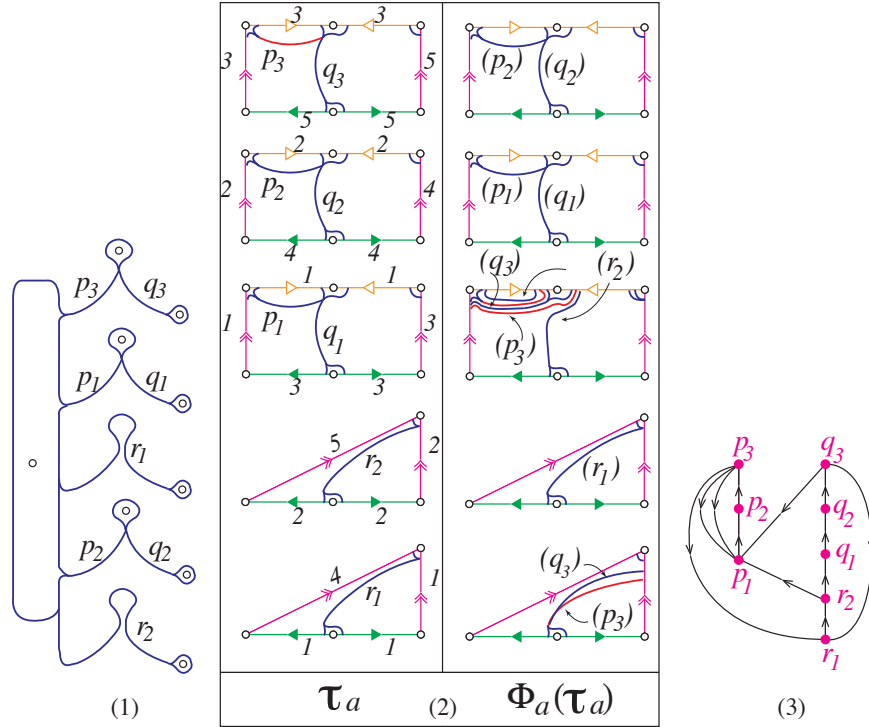 p3 q3
p1 q1
r1
p2 q2
r2
(1)
3 3
3 p3 q3 5
5 5
2 2
2 p2 q2 4
4 4
1 1
1 p1 q1 3
3 3
5 2
r2
2 2
4 1
r1
1 1
τa
(2)
(p2) (q2)
(p1) (q1)
(q3) (r2)
(p3)
(r1)
(q3)
(p3)
Φa(τa)
p3 q3
p2 q2
q1
p1
r2
r1
(3)